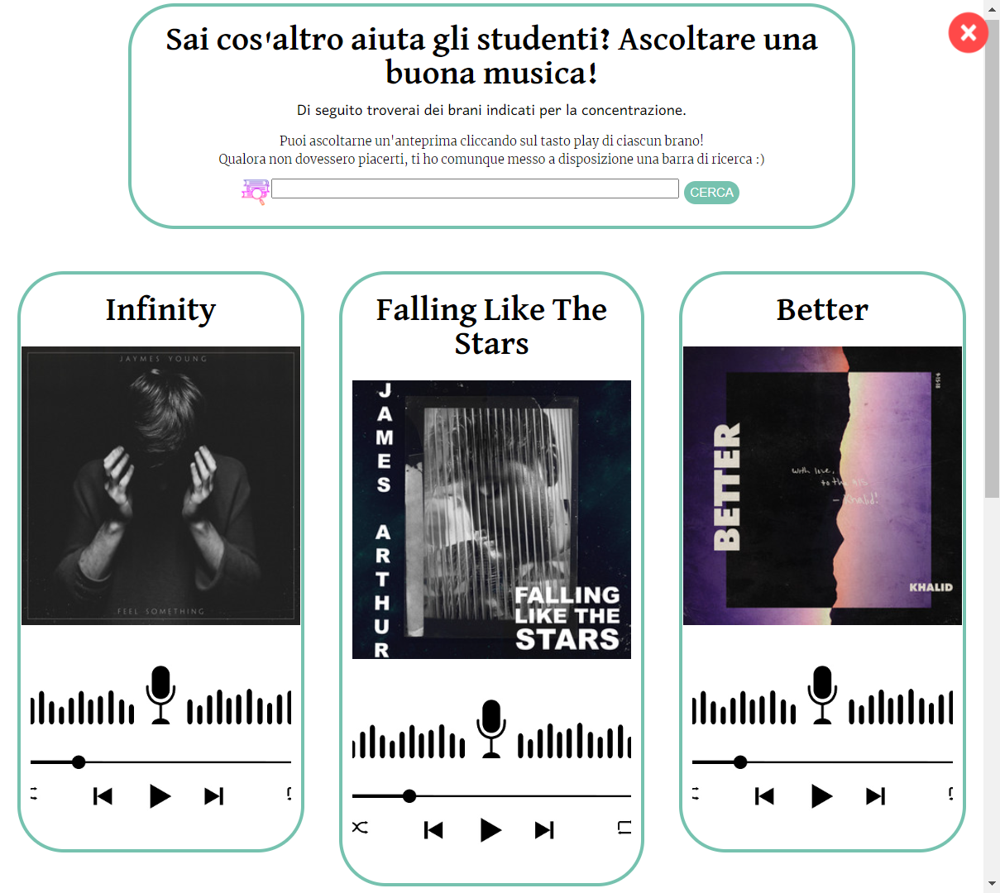 Sai cos'altro aiuta gli studenti? Ascoltare una
buona musica!
Di seguito troverai dei brani indicati per la concentrazione.
Puoi ascoltarne un'anteprima cliccando sul tasto play di ciascun brano!
Qualora non dovessero piacerti, ti ho comunque messo a disposizione una barra di ricerca :)
CERCA
Infinity
JAYMES YOUNG
FEEL SOMETHING
Falling Like The
Stars
JAMES ARTHUR
FALLING
LIKE THE
STARS
Better
BETTER
with love,
to the 915
- Khalid!
KHALID